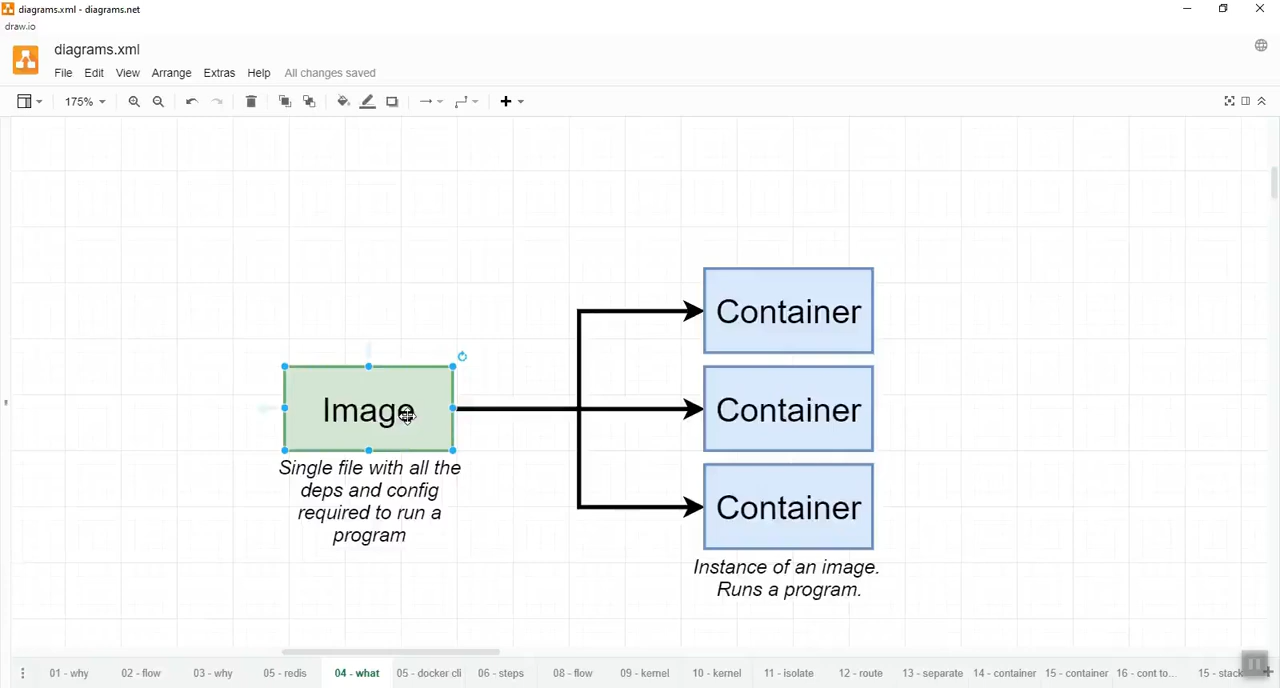 diagrams.xml - diagrams.net
draw.io
diagrams.xml
File Edit View Arrange Extras Help All changes saved
175%
Container
Image
Container
Single file with all the
deps and config
required to run a
program
Container
Instance of an image.
Runs a program.
01 - why 02 - flow 03 - why 05 - redis 04 - what 05 - docker cli 06 - steps 08 - flow 09 - kernel 10 - kernel 11 - isolate 12 - route 13 - separate 14 - container 15 - container 16 - cont to... 15 - stack